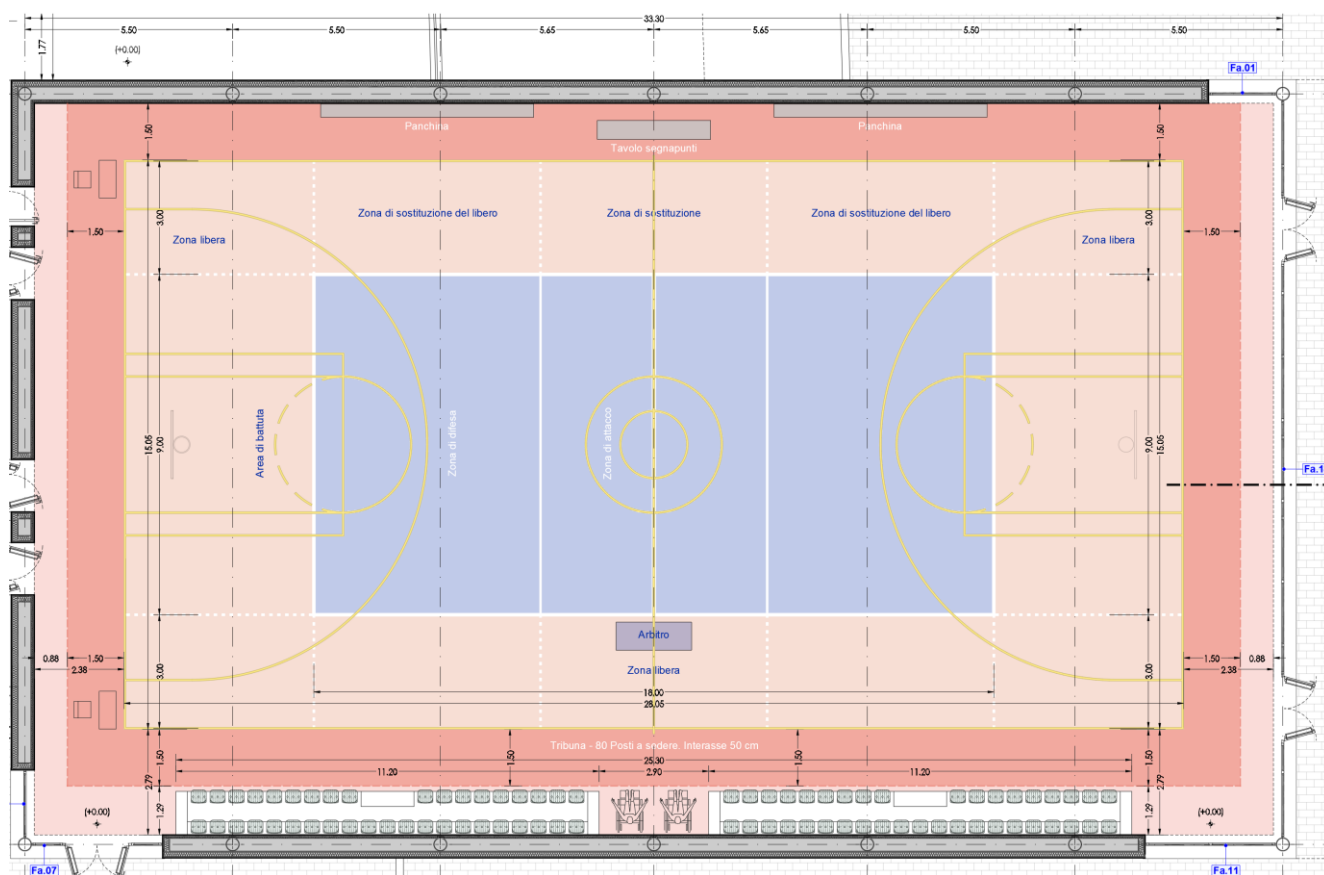 33.30
5.50
5.50
5.65
5.65
5.50
5.50
1.77
(+0.00)
Fa.01
Panchina
Panchina
Tavolo segnapunti
1.50
1.50
Zona di sostituzione del libero
Zona di sostituzione
Zona di sostituzione del libero
3.00
3.00
1.50
Zona libera
Zona libera
1.50
15.05
9.00
Area di battuta
Zona di difesa
Zona di attacco
9.00
15.05
Fa.1
Arbitro
0.88
1.50
2.38
3.00
Zona libera
3.00
1.50
0.88
2.38
18.00
28.05
Tribuna - 80 Posti a sedere. Interasse 50 cm
1.50
2.79
1.50
25.30
1.50
1.50
2.79
11.20
2.90
11.20
(+0.00)
1.29
1.29
(+0.00)
Fa.07
Fa.11